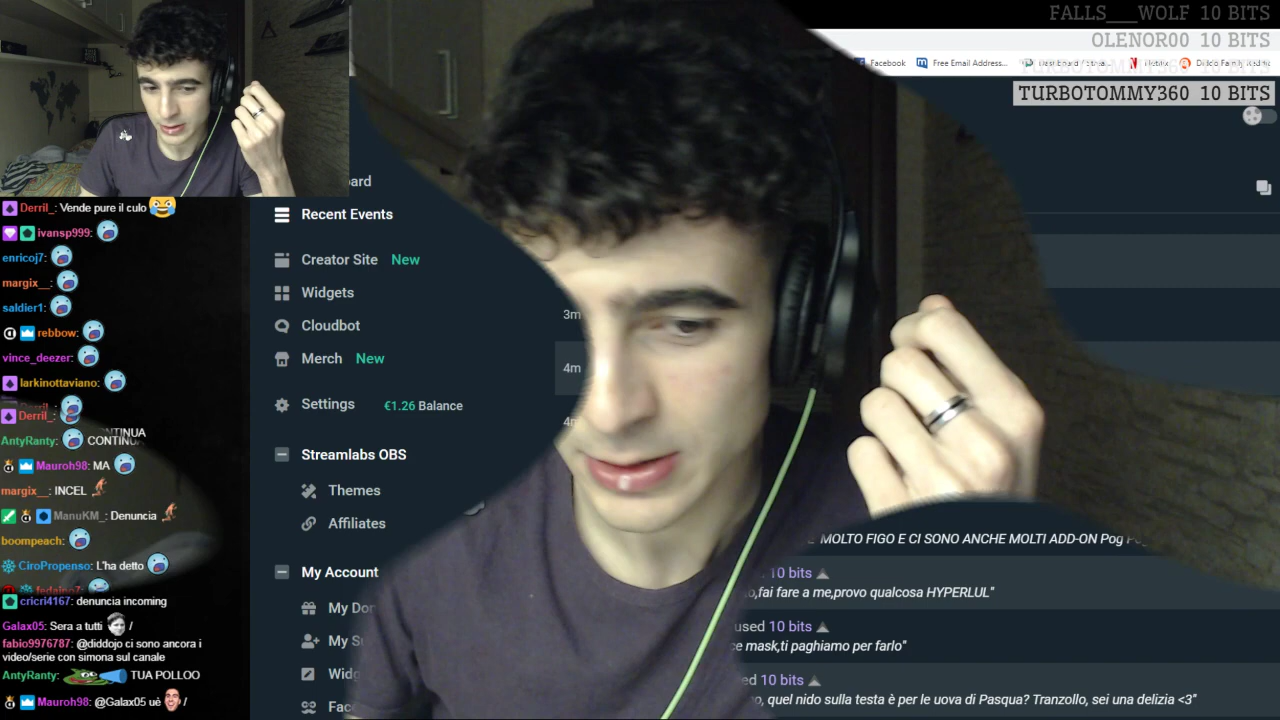 FALLS___WOLF 10 BITS
OLENOR00 10 BITS
Facebook
Free Email Address...
TURBOTOMMY360 10 BITS
Derril_: Vende pure il culo
ivansp999:
enricoj7:
margix__:
saldier1:
rebbow:
vince_deezer:
larkinottaviano:
Derril_:
AntyRanty: CONTINUA
Mauroh98: MA
margix__: INCEL
ManuKM_: Denuncia
boompeach:
CiroPropenso: L'ha detto
fedaino7:
cricri4167: denuncia incoming
Galax05: Sera a tutti /
fabio9976787: @diddojo ci sono ancora i
video/serie con simona sul canale
AntyRanty: TUA POLLOO
Mauroh98: @Galax05 uè /
Recent Events
Creator Site New
Widgets
Cloudbot
Merch New
Settings €1.26 Balance
Streamlabs OBS
Themes
Affiliates
My Account
My
My
3m
4m
MOLTO FIGO E CI SONO ANCHE MOLTI ADD-ON Pog
10 bits
,fai fare a me,provo qualcosa HYPERLUL"
used 10 bits
mask,ti paghiamo per farlo"
10 bits
, quel nido sulla testa è per le uova di Pasqua? Tranzollo, sei una delizia <3"